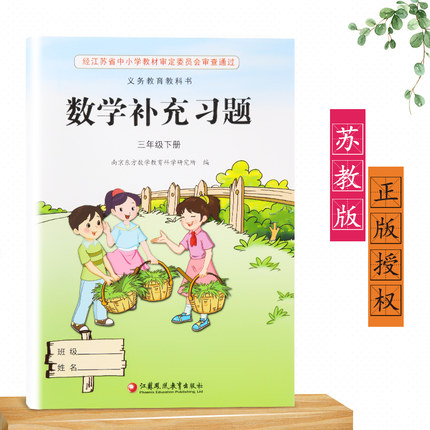 经江苏省中小学教材审定委员会审查通过
义务教育教科书
数学补充习题
三年级下册
南京东方数学教育科学研究所 编
班级
姓名
江苏凤凰教育出版社
Phoenix Education Publishing, Ltd
苏教版
正版授权